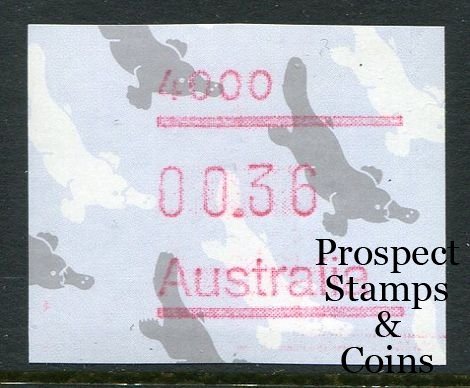 4000
00.36
Australia
Prospect
Stamps
&
Coins